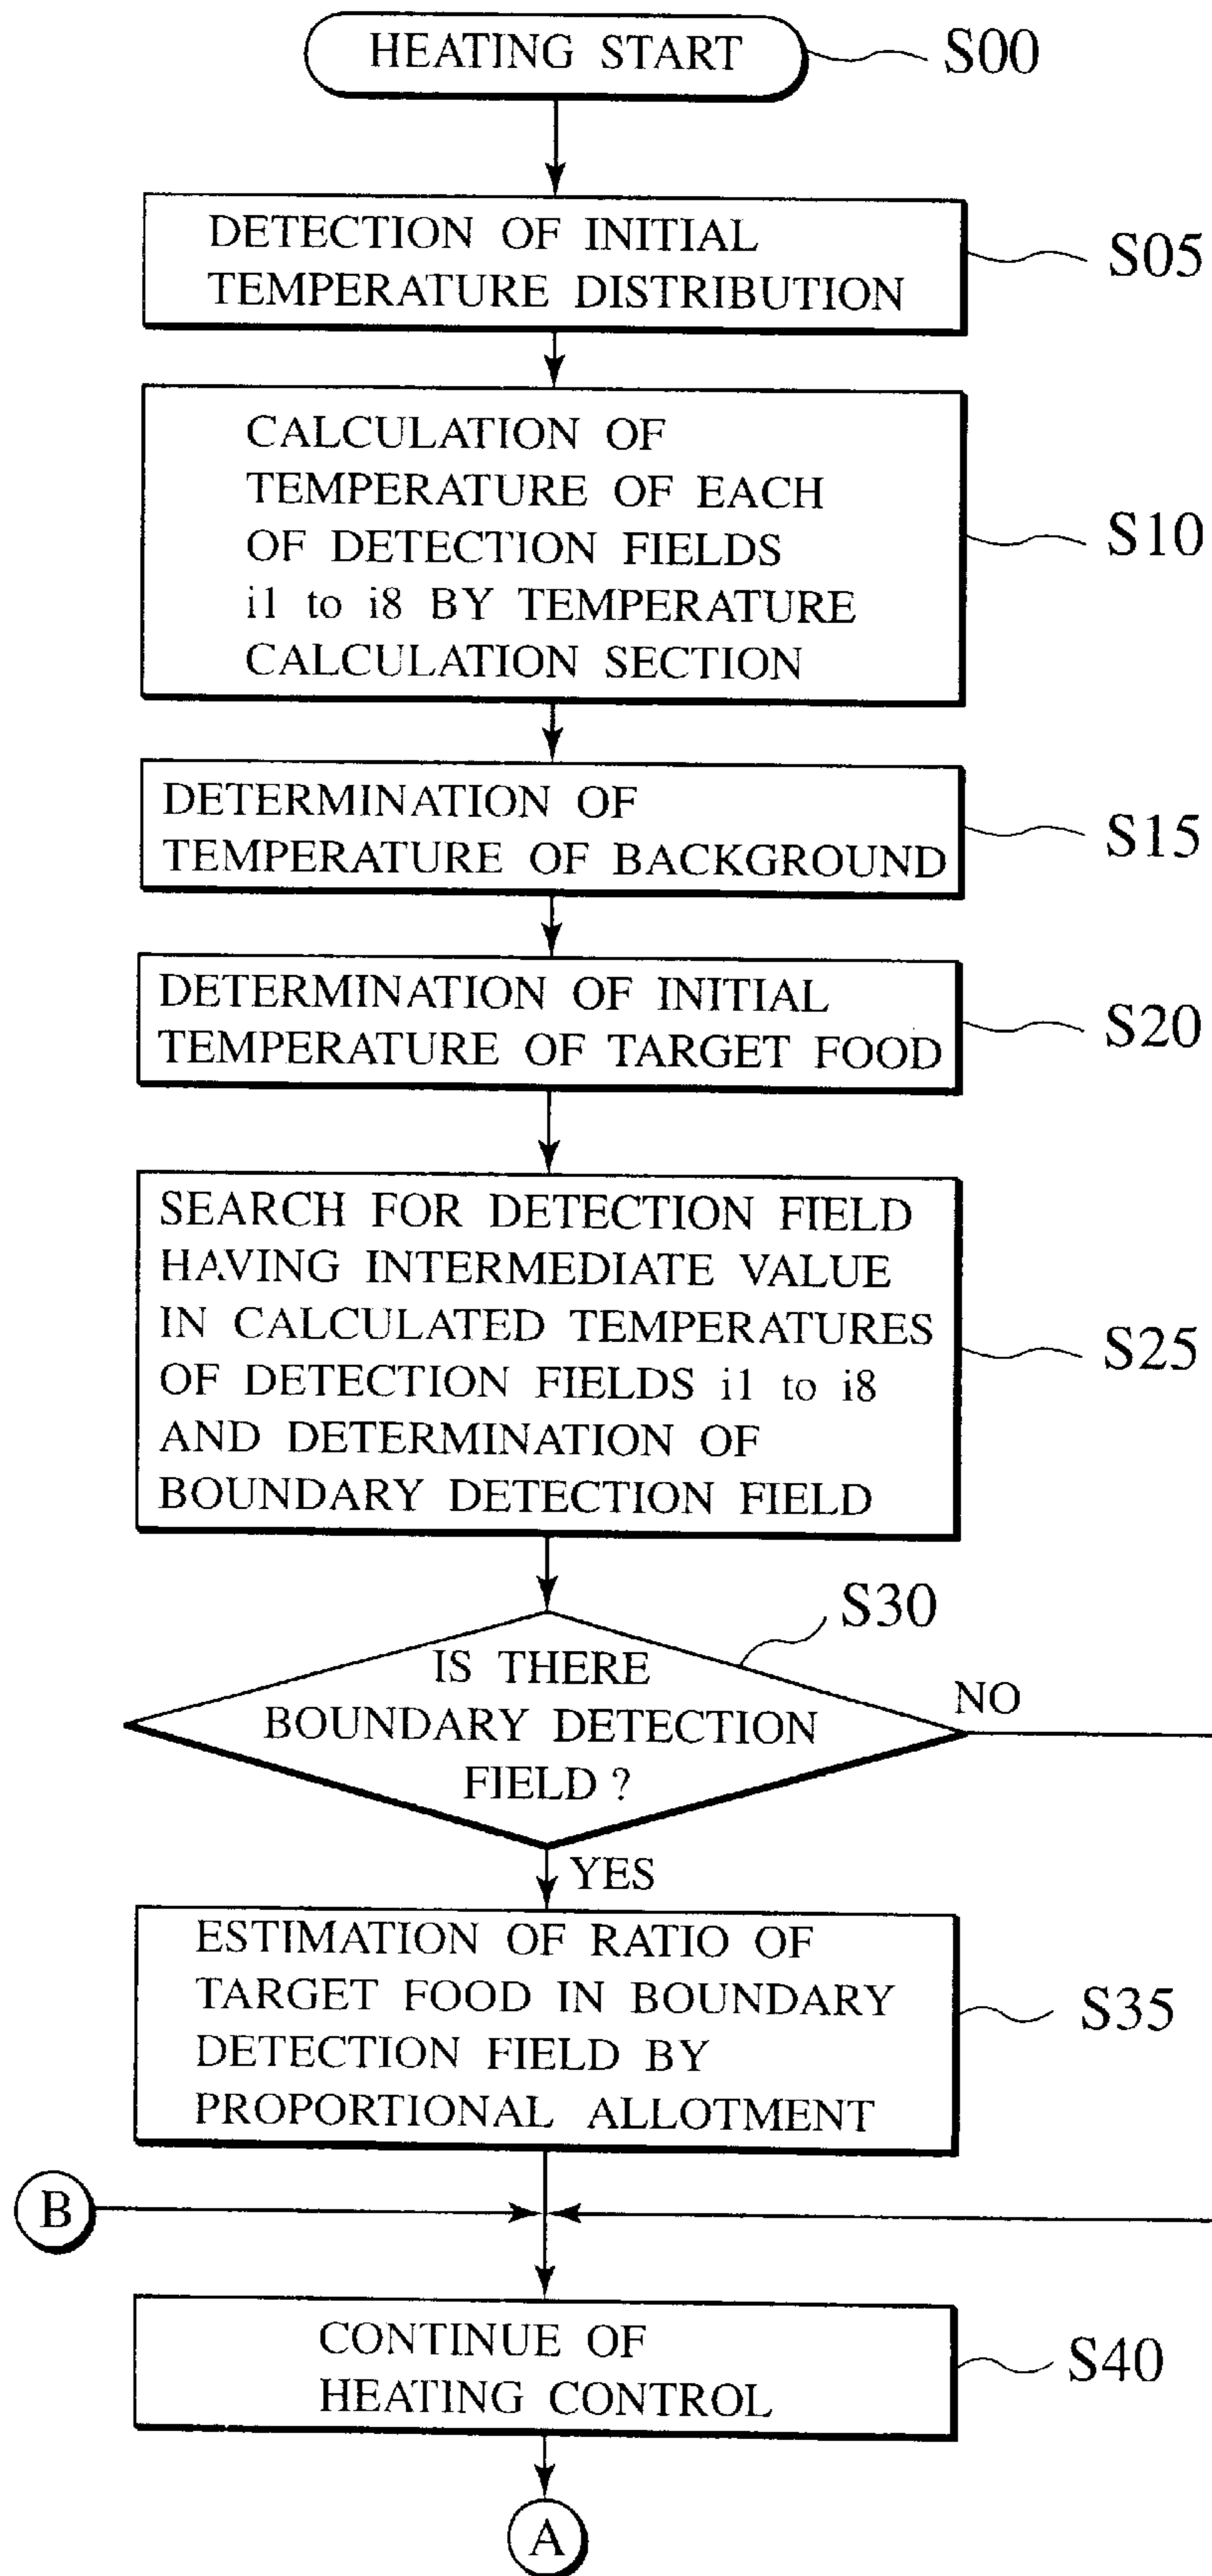 HEATING START
S00
DETECTION OF INITIAL
TEMPERATURE DISTRIBUTION
S05
CALCULATION OF
TEMPERATURE OF EACH
OF DETECTION FIELDS
i1 to i8 BY TEMPERATURE
CALCULATION SECTION
S10
DETERMINATION OF
TEMPERATURE OF BACKGROUND
S15
DETERMINATION OF INITIAL
TEMPERATURE OF TARGET FOOD
S20
SEARCH FOR DETECTION FIELD
HAVING INTERMEDIATE VALUE
IN CALCULATED TEMPERATURES
OF DETECTION FIELDS i1 to i8
AND DETERMINATION OF
BOUNDARY DETECTION FIELD
S25
S30
IS THERE
BOUNDARY DETECTION
FIELD ?
NO
YES
ESTIMATION OF RATIO OF
TARGET FOOD IN BOUNDARY
DETECTION FIELD BY
PROPORTIONAL ALLOTMENT
S35
B
CONTINUE OF
HEATING CONTROL
S40
A